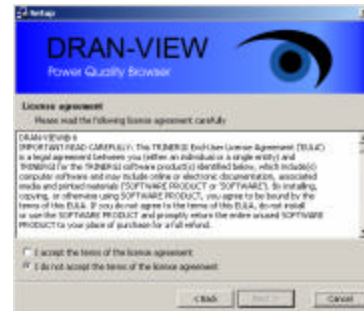 Setup
DRAN-VIEW
Power Quality Browser
License agreement
Please read the following license agreement carefully
DRAN-VIEW® 6
IMPORTANT-READ CAREFULLY: This TRINERGI End-User License Agreement ("EULA")
is a legal agreement between you (either an individual or a single entity) and
TRINERGI for the TRINERGI software product(s) identified below, which include(s)
computer software and may include online or electronic documentation, associated
media and printed materials ("SOFTWARE PRODUCT" or "SOFTWARE"). By installing,
copying, or otherwise using SOFTWARE PRODUCT, you agree to be bound by the
terms of this EULA. If you do not agree to the terms of this EULA, do not install
or use the SOFTWARE PRODUCT and promptly return the entire unused SOFTWARE
PRODUCT to your place of purchase for a full refund.
I accept the terms of the license agreement
I do not accept the terms of the license agreement
< Back
Next >
Cancel